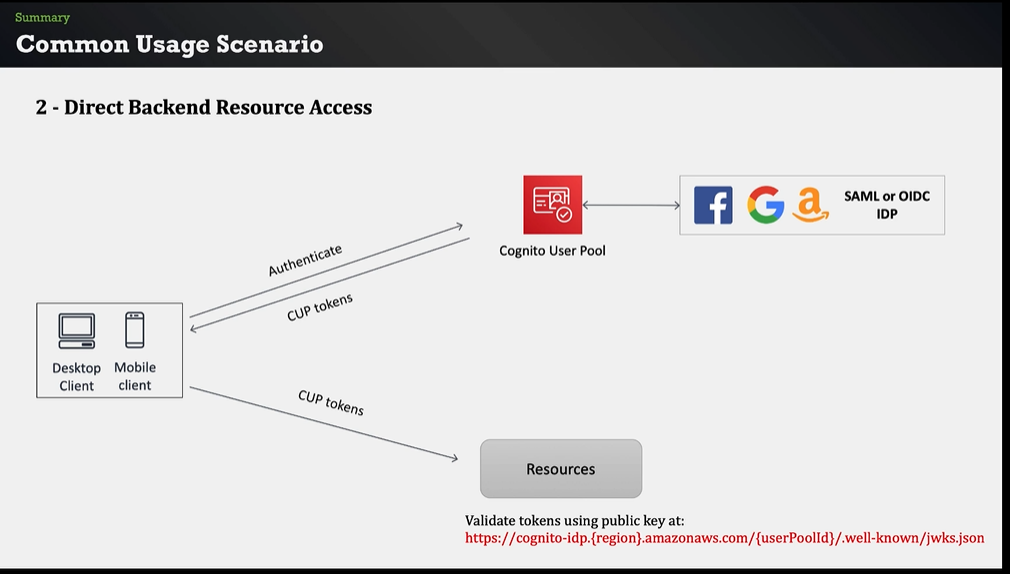 Summary
Common Usage Scenario
2 - Direct Backend Resource Access
SAML or OIDC
IDP
Cognito User Pool
Authenticate
CUP tokens
Desktop
Client
Mobile
client
CUP tokens
Resources
Validate tokens using public key at:
https://cognito-idp.{region}.amazonaws.com/{userPoolId}/.well-known/jwks.json